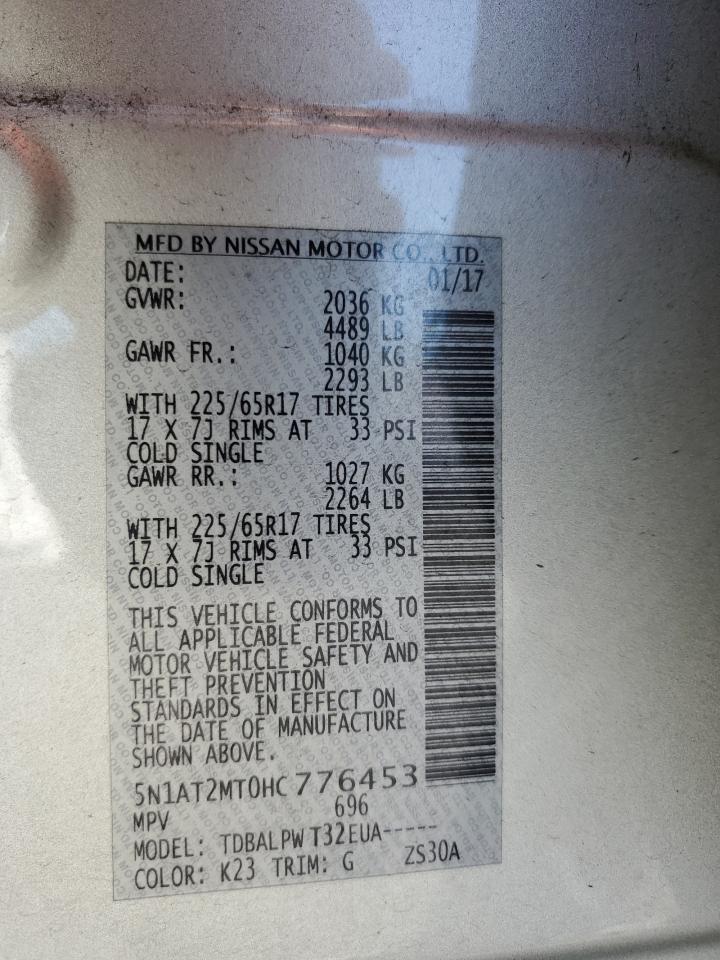 MFD BY NISSAN MOTOR CO., LTD.
DATE: 01/17
GVWR: 2036 KG
4489 LB
GAWR FR.: 1040 KG
2293 LB
WITH 225/65R17 TIRES
17 X 7J RIMS AT 33 PSI
COLD SINGLE
GAWR RR.: 1027 KG
2264 LB
WITH 225/65R17 TIRES
17 X 7J RIMS AT 33 PSI
COLD SINGLE
THIS VEHICLE CONFORMS TO
ALL APPLICABLE FEDERAL
MOTOR VEHICLE SAFETY AND
THEFT PREVENTION
STANDARDS IN EFFECT ON
THE DATE OF MANUFACTURE
SHOWN ABOVE.
5N1AT2MT0HC776453
MPV 696
MODEL: TDBALPW T32EUA-----
COLOR: K23 TRIM: G ZS30A